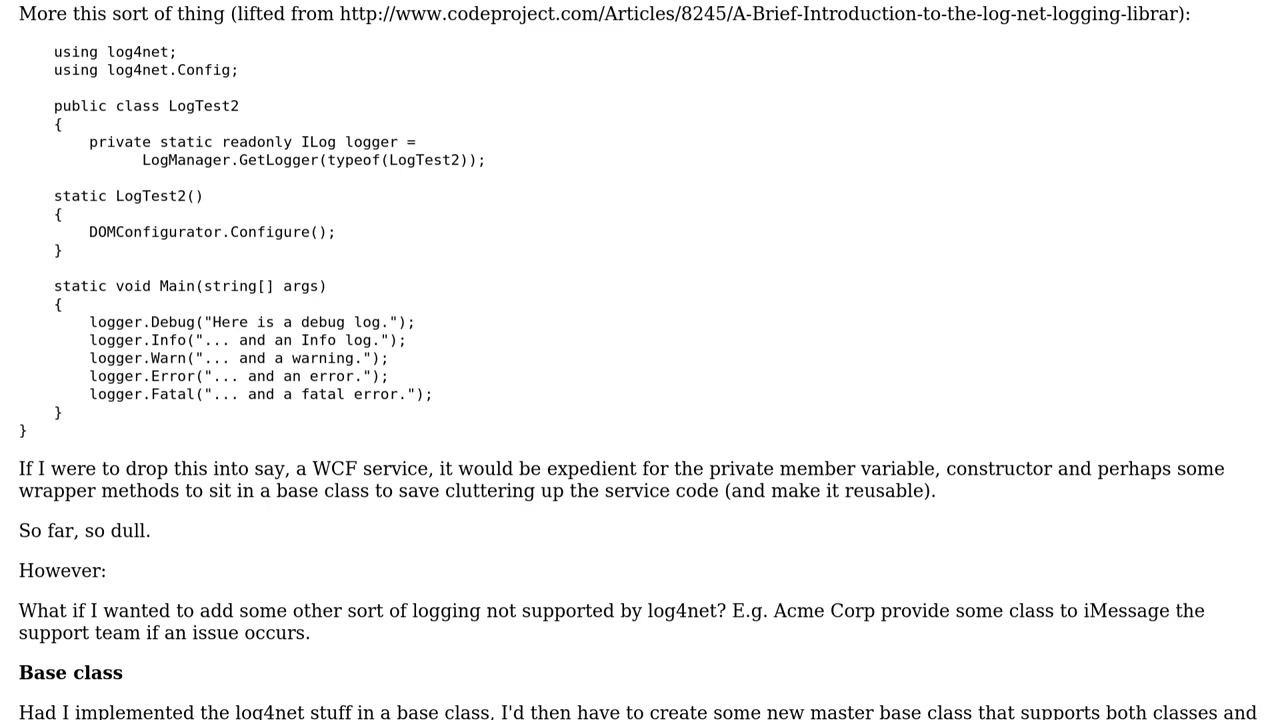 More this sort of thing (lifted from http://www.codeproject.com/Articles/8245/A-Brief-Introduction-to-the-log-net-logging-librar):
using log4net;
using log4net.Config;
public class LogTest2
{
private static readonly ILog logger =
LogManager.GetLogger(typeof(LogTest2));
static LogTest2()
{
DOMConfigurator.Configure();
}
static void Main(string[] args)
{
logger.Debug("Here is a debug log.");
logger.Info("... and an Info log.");
logger.Warn("... and a warning.");
logger.Error("... and an error.");
logger.Fatal("... and a fatal error.");
}
}
If I were to drop this into say, a WCF service, it would be expedient for the private member variable, constructor and perhaps some
wrapper methods to sit in a base class to save cluttering up the service code (and make it reusable).
So far, so dull.
However:
What if I wanted to add some other sort of logging not supported by log4net? E.g. Acme Corp provide some class to iMessage the
support team if an issue occurs.
Base class
Had I implemented the log4net stuff in a base class, I'd then have to create some new master base class that supports both classes and